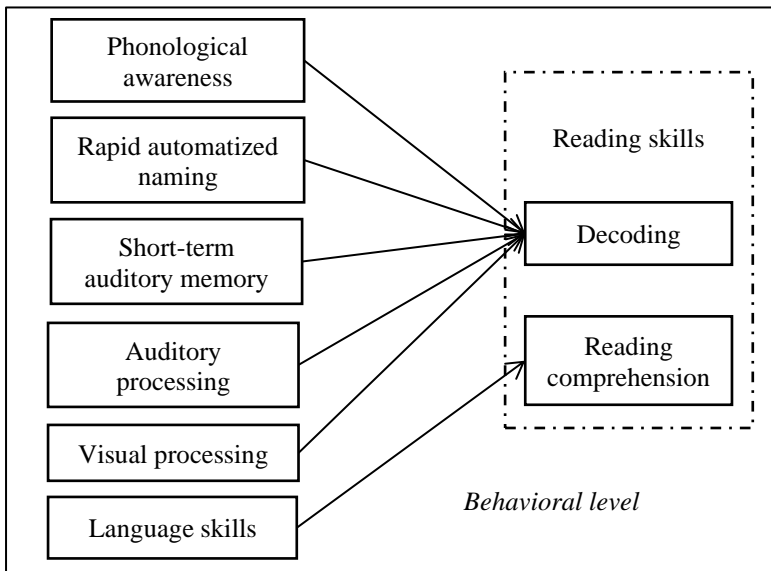 Phonological
awareness
Rapid automatized
naming
Short-term
auditory memory
Auditory
processing
Visual processing
Language skills
Reading skills
Decoding
Reading
comprehension
Behavioral level